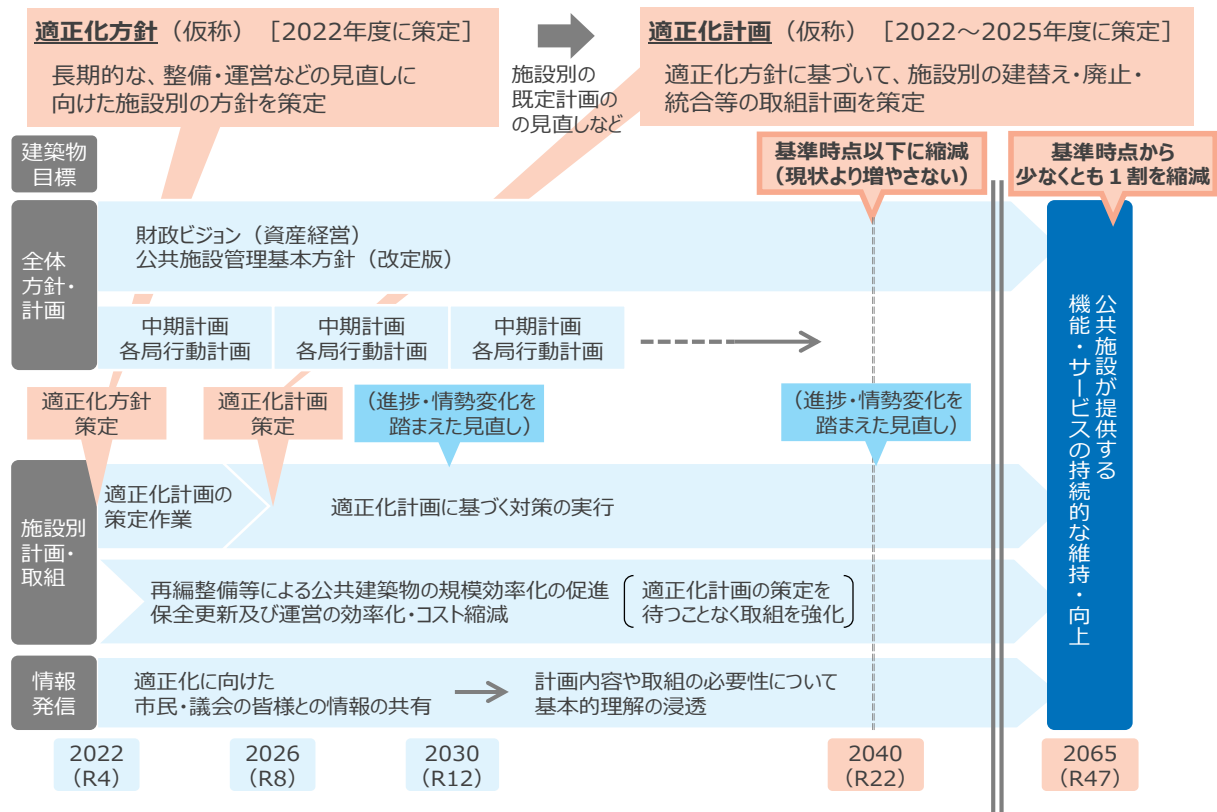 適正化方針（仮称） ［2022年度に策定］
長期的な、整備・運営などの見直しに
向けた施設別の方針を策定
施設別の
既定計画の
の見直しなど
適正化計画（仮称） ［2022～2025年度に策定］
適正化方針に基づいて、施設別の建替え・廃止・
統合等の取組計画を策定
建築物
目標
基準時点以下に縮減
（現状より増やさない）
基準時点から
少なくとも１割を縮減
全体
方針・
計画
財政ビジョン（資産経営）
公共施設管理基本方針（改定版）
中期計画
各局行動計画
中期計画
各局行動計画
中期計画
各局行動計画
適正化方針
策定
適正化計画
策定
（進捗・情勢変化を
踏まえた見直し）
（進捗・情勢変化を
踏まえた見直し）
公共施設が提供する
機能・サービスの持続的な維持・向上
施設別
計画・
取組
適正化計画の
策定作業
適正化計画に基づく対策の実行
再編整備等による公共建築物の規模効率化の促進
保全更新及び運営の効率化・コスト縮減
適正化計画の策定を
待つことなく取組を強化
情報
発信
適正化に向けた
市民・議会の皆様との情報の共有
計画内容や取組の必要性について
基本的理解の浸透
2022
（R4）
2026
（R8）
2030
（R12）
2040
（R22）
2065
（R47）